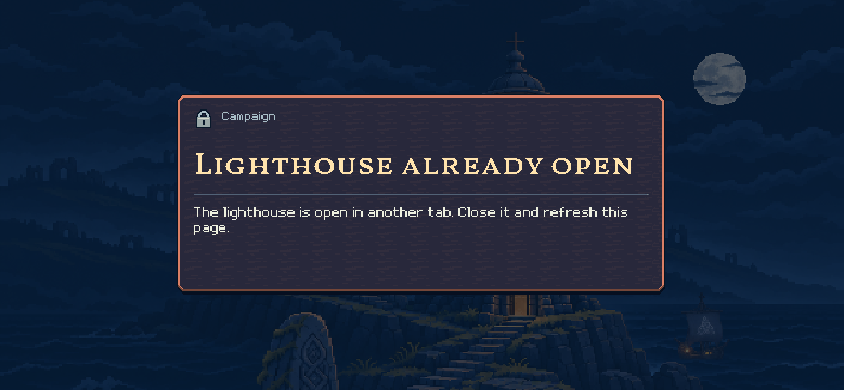 Campaign
Lighthouse already open
The lighthouse is open in another tab. Close it and refresh this
page.